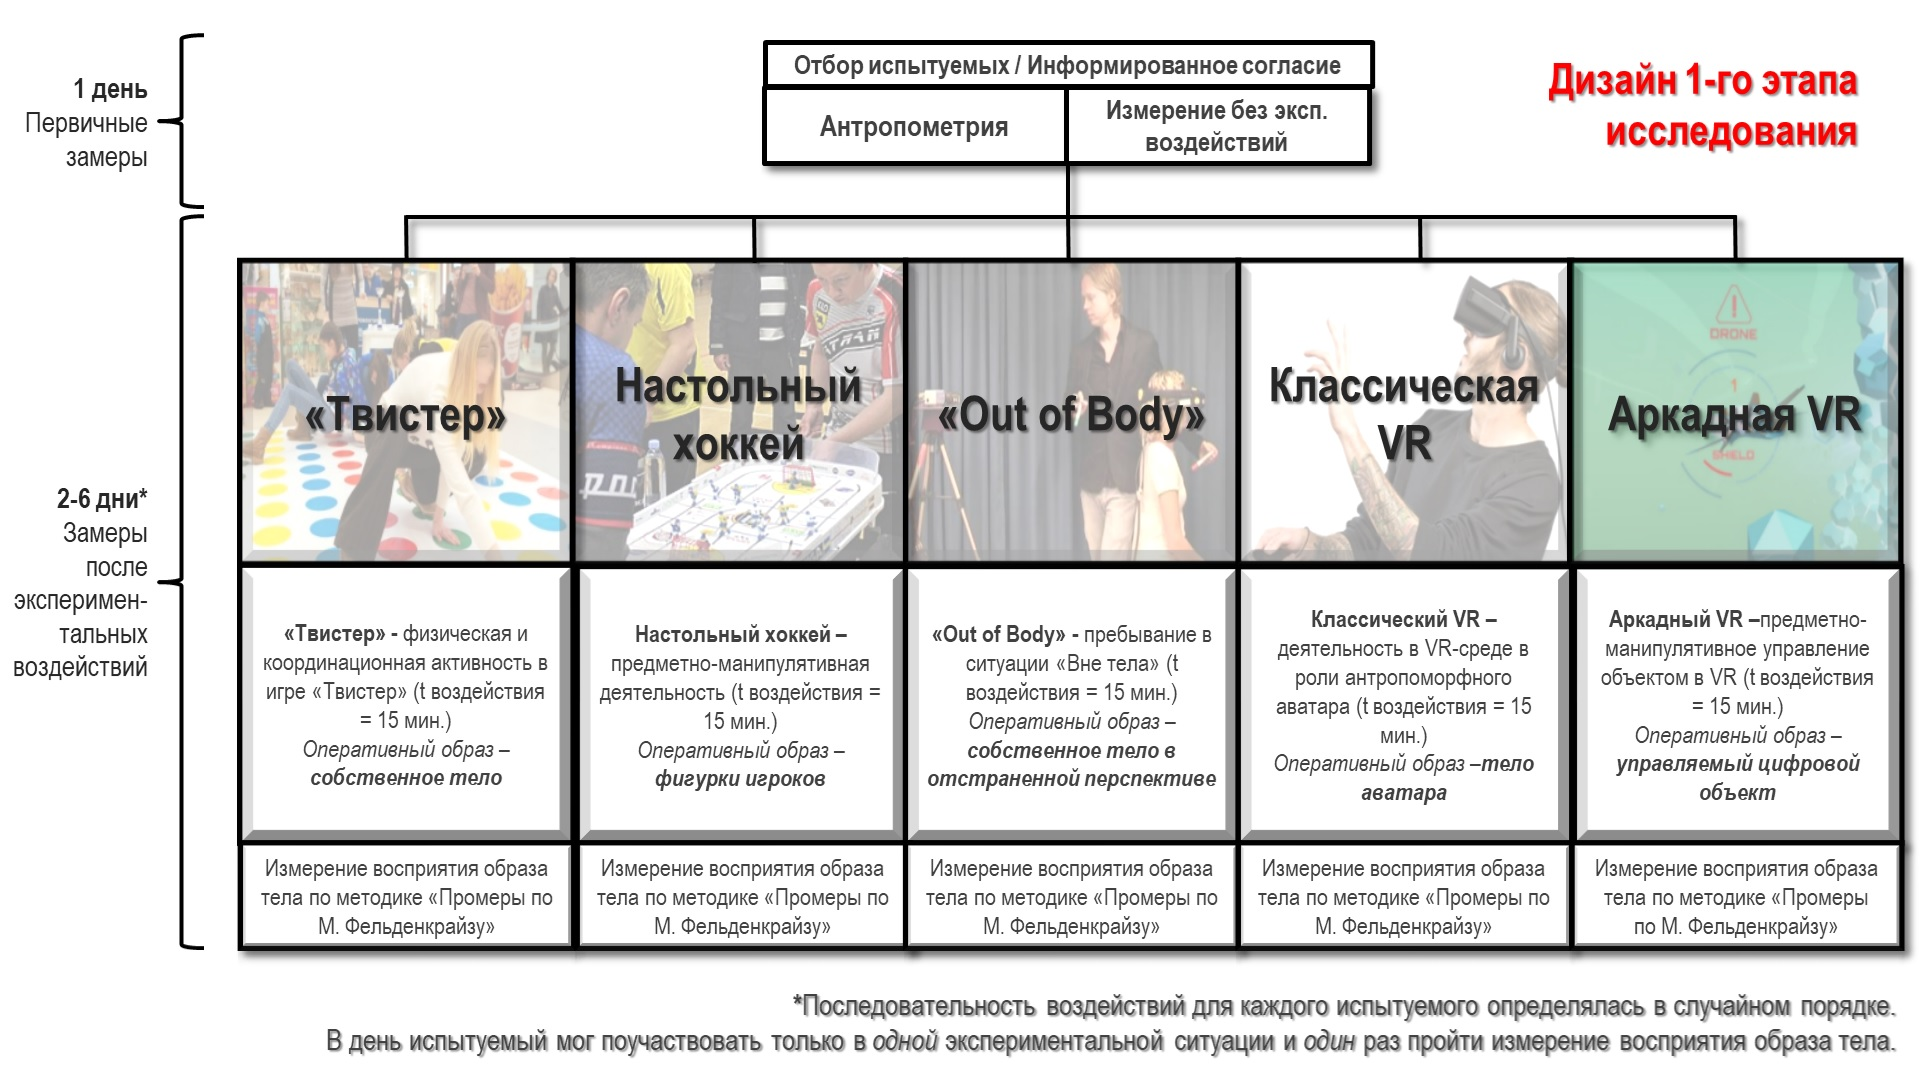 Дизайн 1-го этапа
исследования
1 день
Первичные
замеры
Отбор испытуемых / Информированное согласие
Антропометрия
Измерение без эксп.
воздействий
2-6 дни*
Замеры
после
эксперимен-
тальных
воздействий
DRONE
1
SHIELD
«Твистер»
Настольный
хоккей
«Out of Body»
Классическая
VR
Аркадная VR
«Твистер» - физическая и
координационная активность в
игре «Твистер» (t воздействия
= 15 мин.)
Оперативный образ –
собственное тело
Настольный хоккей –
предметно-манипулятивная
деятельность (t воздействия =
15 мин.)
Оперативный образ –
фигурки игроков
«Out of Body» - пребывание в
ситуации «Вне тела» (t
воздействия = 15 мин.)
Оперативный образ –
собственное тело в
отстраненной перспективе
Классический VR –
деятельность в VR-среде в
роли антропоморфного
аватара (t воздействия = 15
мин.)
Оперативный образ –тело
аватара
Аркадный VR –предметно-
манипулятивное управление
объектом в VR (t воздействия
= 15 мин.)
Оперативный образ –
управляемый цифровой
объект
Измерение восприятия образа
тела по методике «Промеры по
М. Фельденкрайзу»
Измерение восприятия образа
тела по методике «Промеры по
М. Фельденкрайзу»
Измерение восприятия образа
тела по методике «Промеры по
М. Фельденкрайзу»
Измерение восприятия образа
тела по методике «Промеры по
М. Фельденкрайзу»
Измерение восприятия образа
тела по методике «Промеры
по М. Фельденкрайзу»
*Последовательность воздействий для каждого испытуемого определялась в случайном порядке.
В день испытуемый мог поучаствовать только в одной экспериментальной ситуации и один раз пройти измерение восприятия образа тела.